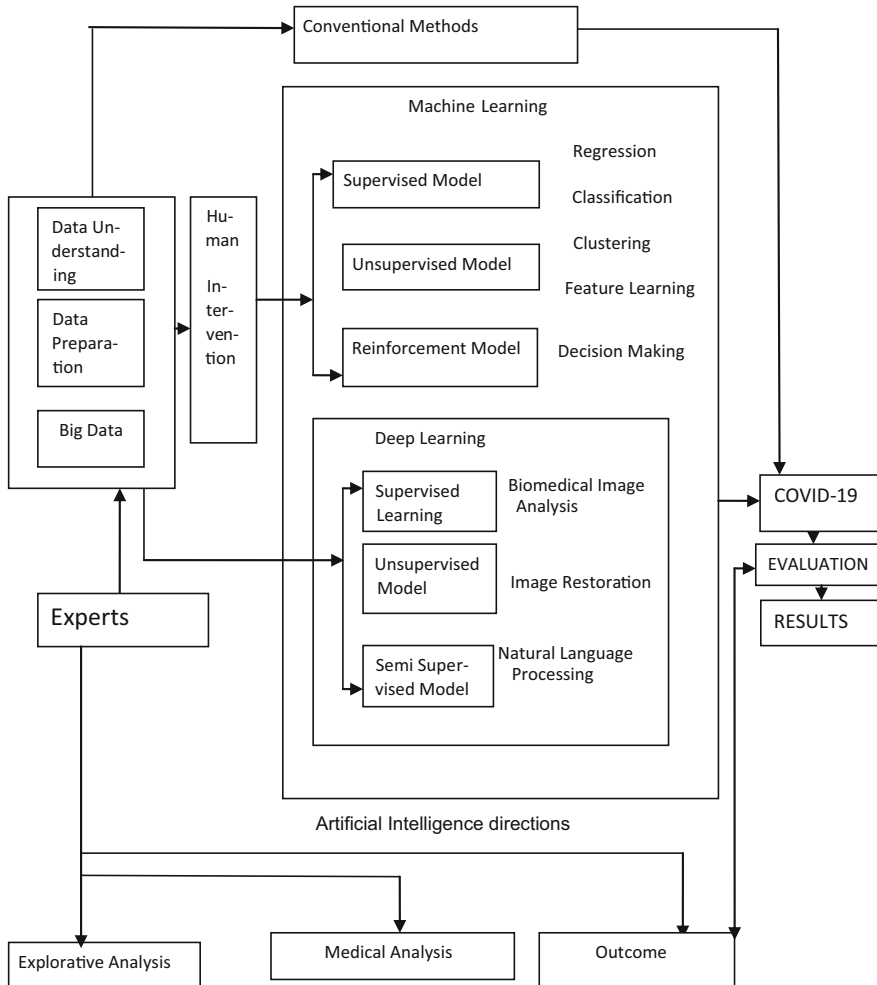 Conventional Methods
Machine Learning
Regression
Supervised Model
Classification
Clustering
Unsupervised Model
Feature Learning
Reinforcement Model
Decision Making
Data Un-
derstand-
ing
Data
Prepara-
tion
Big Data
Hu-
man
In-
ter-
ven-
tion
Deep Learning
Supervised
Learning
Biomedical Image
Analysis
Unsupervised
Model
Image Restoration
Semi Super-
vised Model
Natural Language
Processing
COVID-19
EVALUATION
RESULTS
Experts
Artificial Intelligence directions
Explorative Analysis
Medical Analysis
Outcome